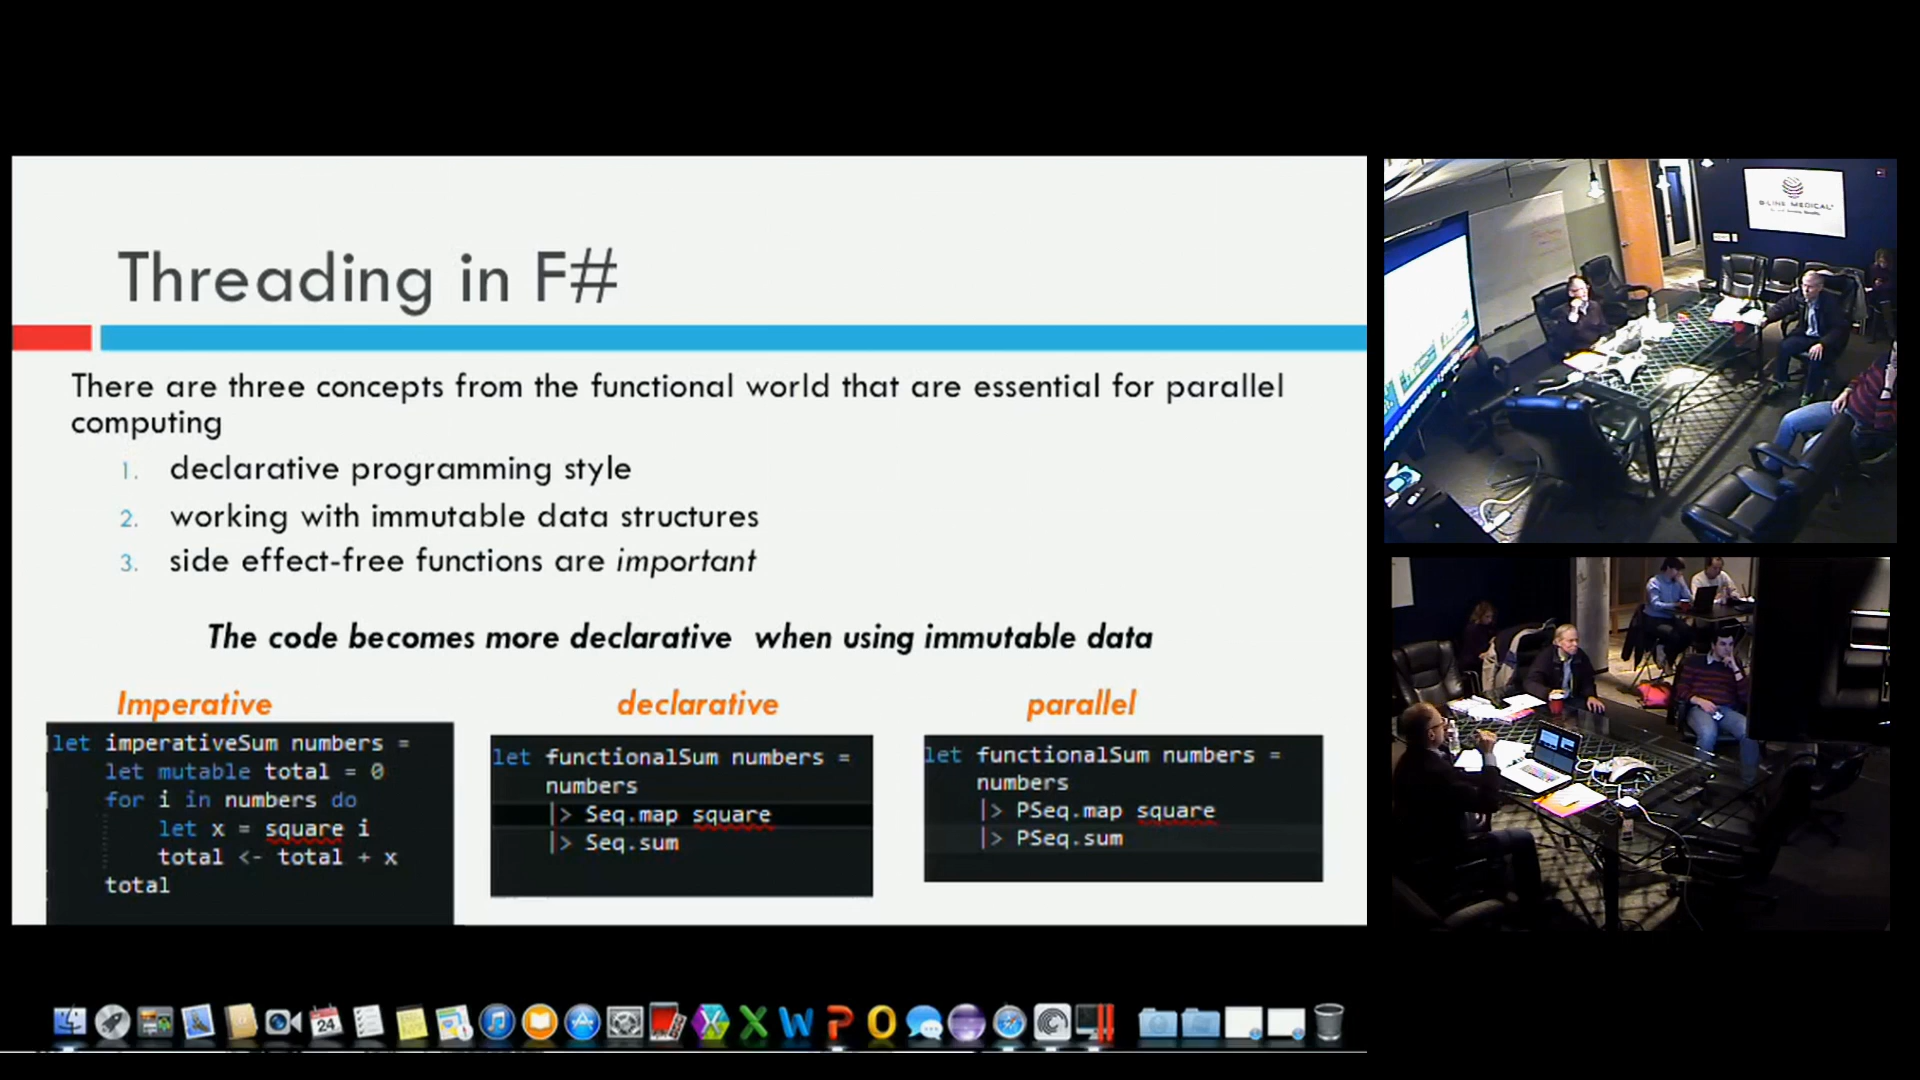 Threading in F#
There are three concepts from the functional world that are essential for parallel
computing
1. declarative programming style
2. working with immutable data structures
3. side effect-free functions are important
The code becomes more declarative when using immutable data
Imperative
let imperativeSum numbers =
let mutable total = 0
for i in numbers do
let x = square i
total <- total + x
total
declarative
let functionalSum numbers =
numbers
|> Seq.map square
|> Seq.sum
parallel
let functionalSum numbers =
numbers
|> PSeq.map square
|> PSeq.sum
24
B-LINE MEDICAL